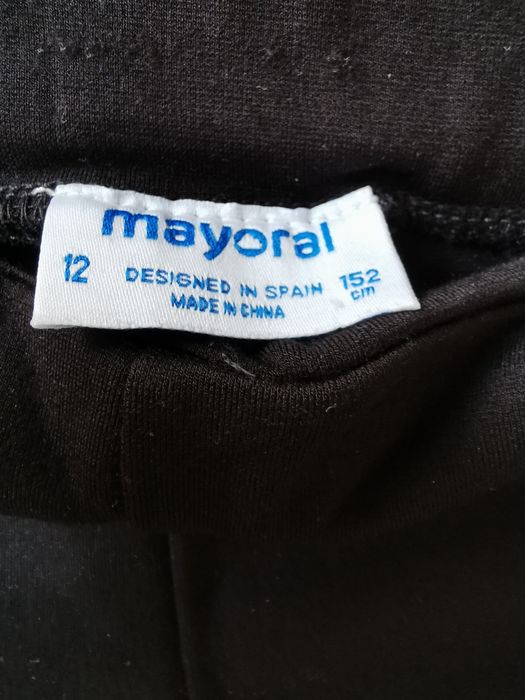 mayoral
12
DESIGNED IN SPAIN
MADE IN CHINA
152
cm